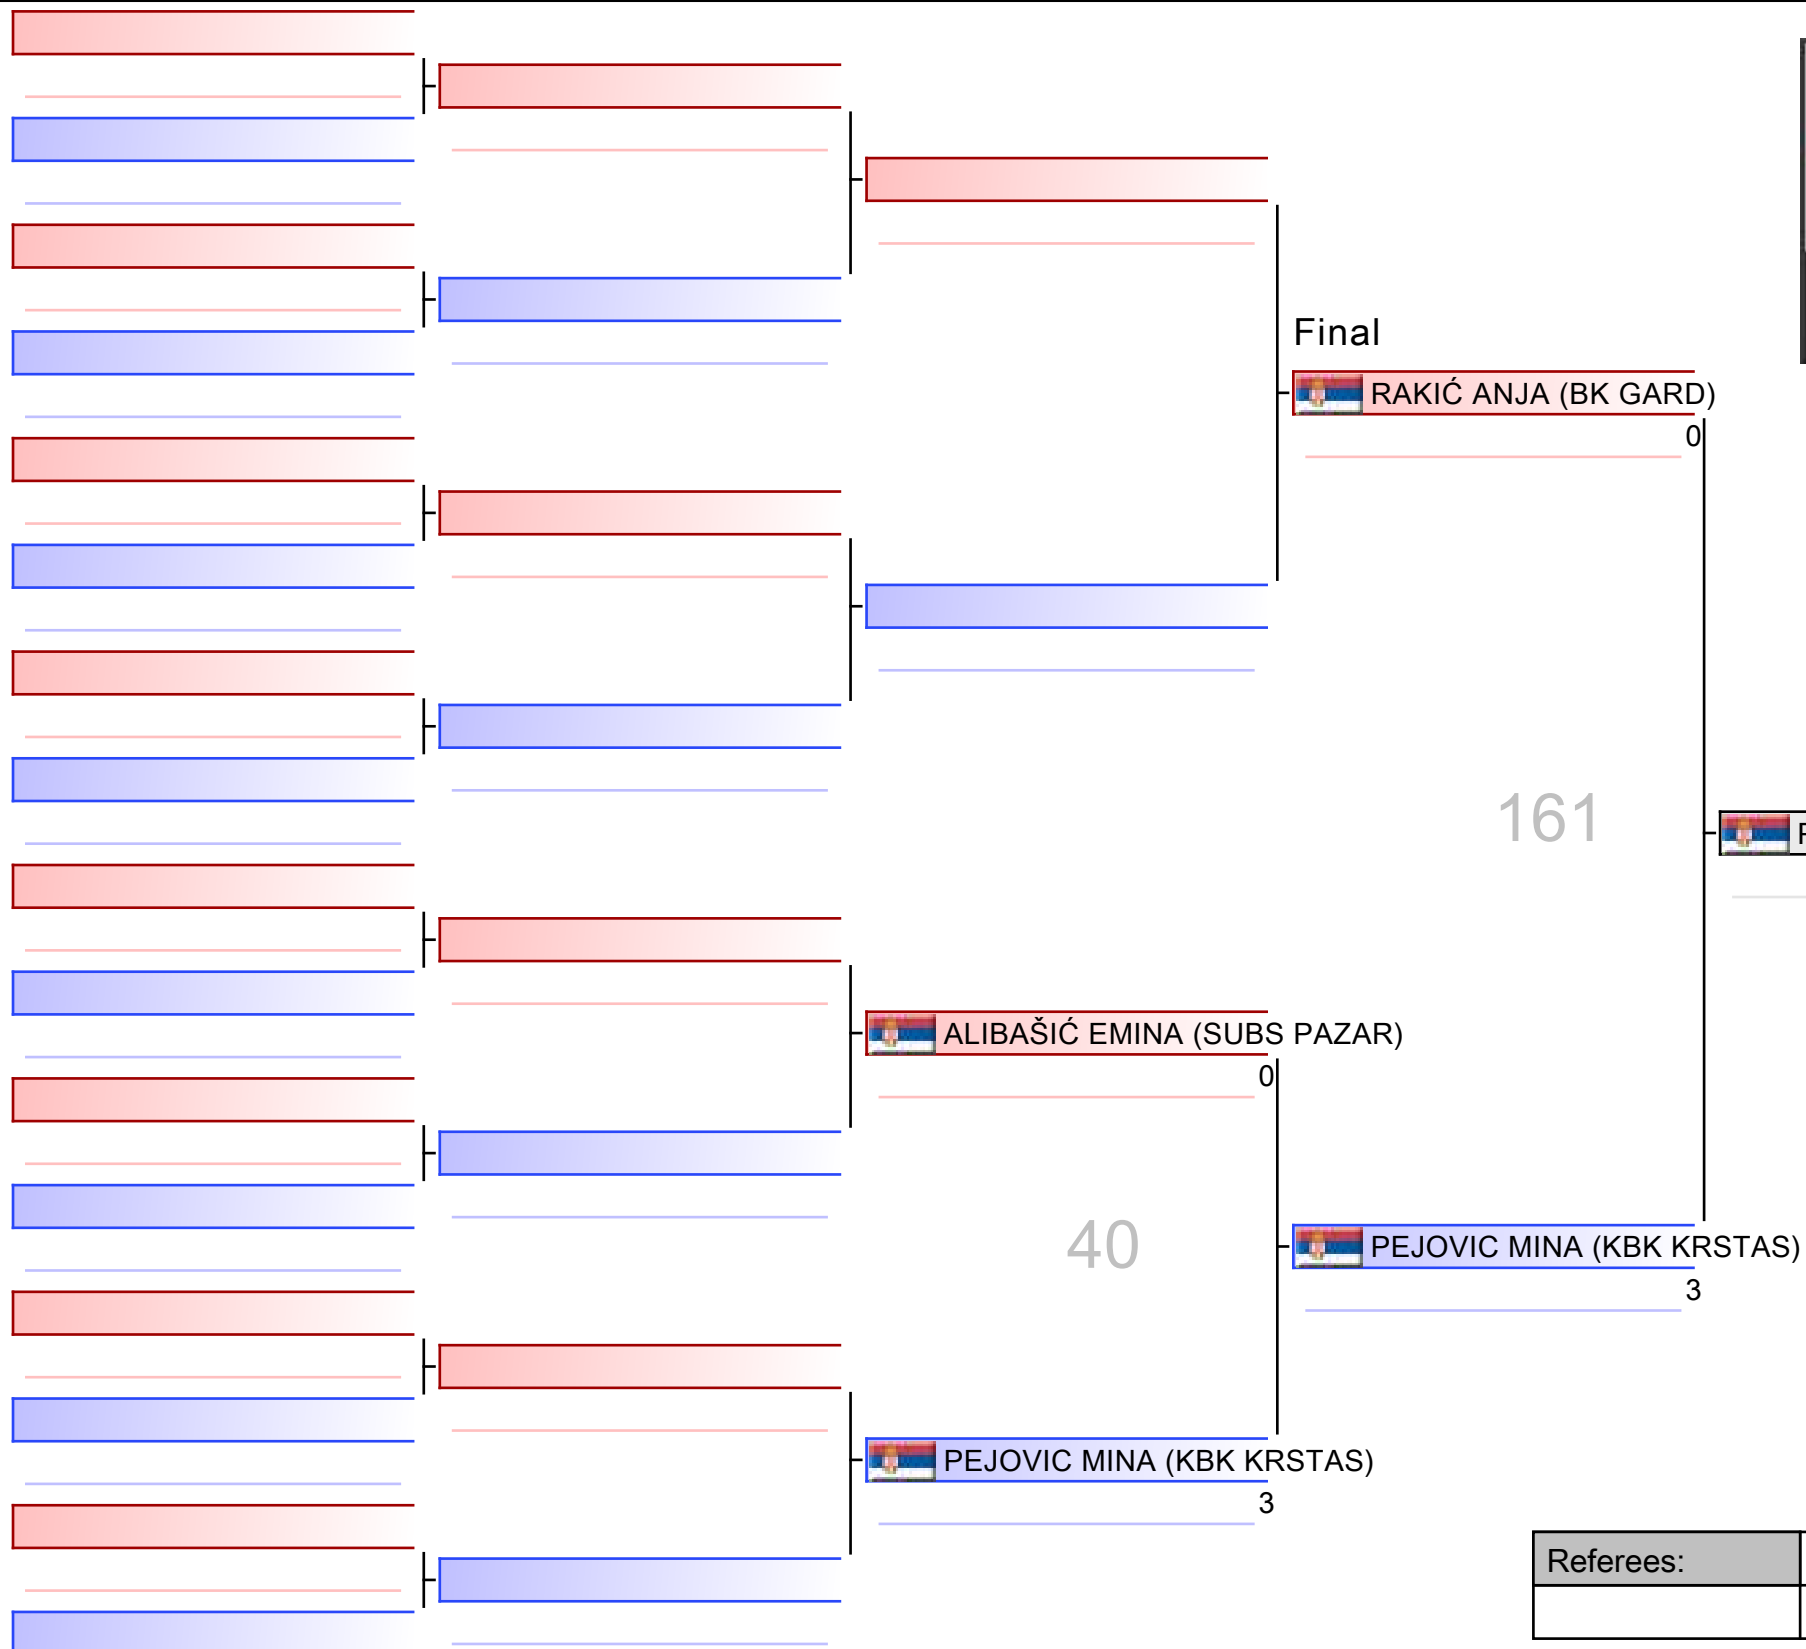 Final
RAKIĆ ANJA (BK GARD)
0
161
ALIBAŠIĆ EMINA (SUBS PAZAR)
0
40
PEJOVIC MINA (KBK KRSTAS)
3
PEJOVIC MINA (KBK KRSTAS)
3
Referees: